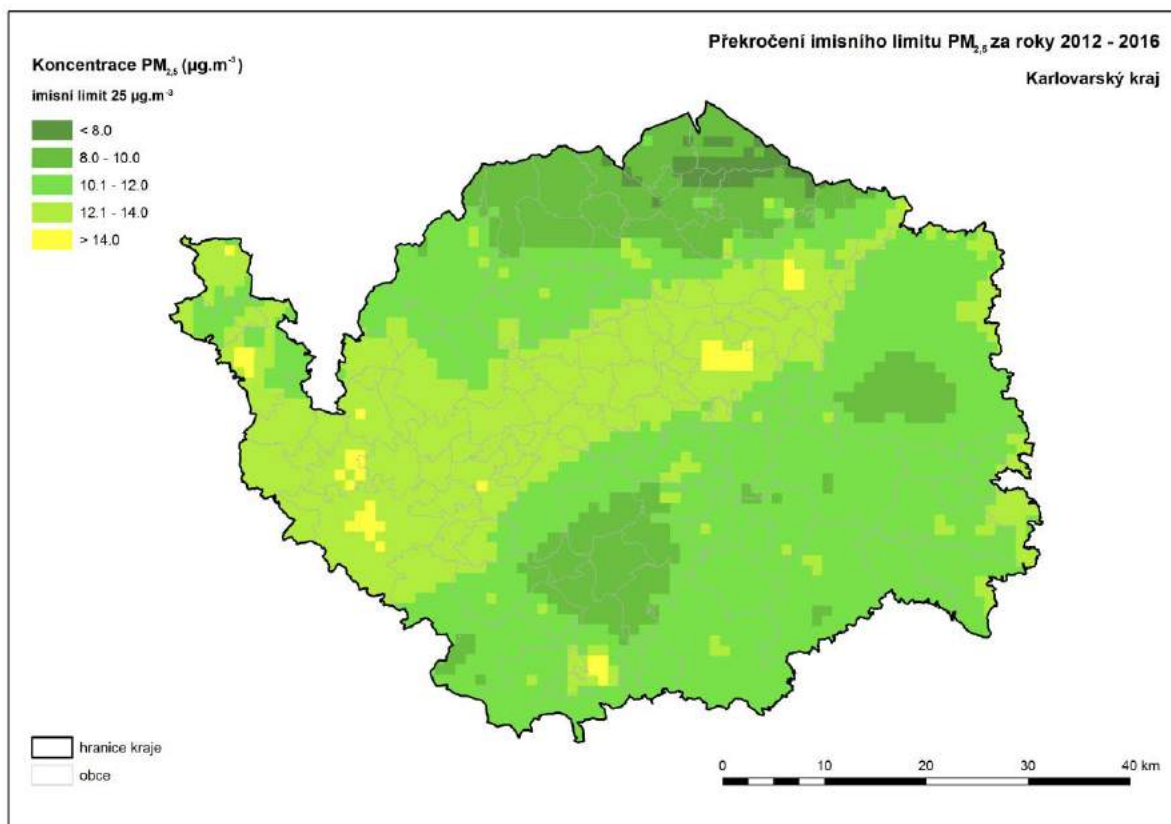 Překročení imisního limitu PM2,5 za roky 2012 - 2016
Karlovarský kraj
Koncentrace PM2,5 (µg.m-3)
imisní limit 25 µg.m-3
< 8.0
8.0 - 10.0
10.1 - 12.0
12.1 - 14.0
> 14.0
hranice kraje
obce
0 10 20 30 40 km